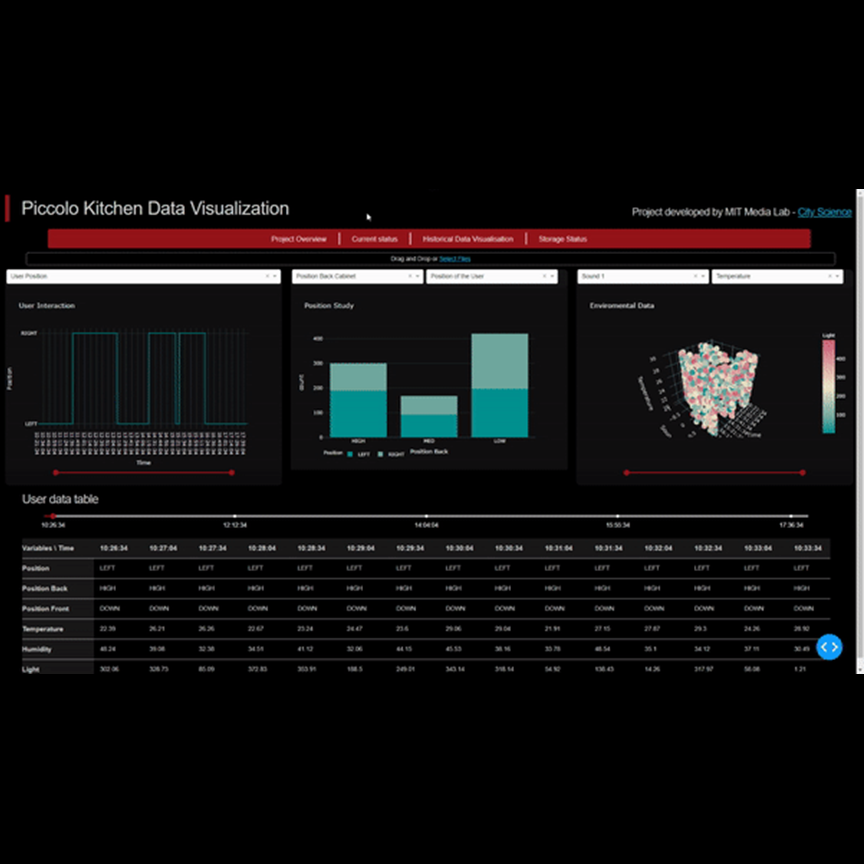 Piccolo Kitchen Data Visualization
Project developed by MIT Media Lab - City Science
Project Overview | Current status | Historical Data Visualisation | Storage Status
Drag and Drop or Select Files
User Position
Position Back Cabinet
Position of the User
Sound 1
Temperature
User Interaction
RIGHT
LEFT
Position
Time
Position Study
400
300
200
100
0
count
HIGH MED LOW
Position LEFT RIGHT Position Back
Enviromental Data
Light
400
300
200
100
Temperature
Time
User data table
10:26:34 12:12:34 14:04:04 15:55:34 17:36:34
Variables \ Time 10:26:34 10:27:04 10:27:34 10:28:04 10:28:34 10:29:04 10:29:34 10:30:04 10:30:34 10:31:04 10:31:34 10:32:04 10:32:34 10:33:04 10:33:34
Position LEFT LEFT LEFT LEFT LEFT LEFT LEFT LEFT LEFT LEFT LEFT LEFT LEFT LEFT LEFT
Position Back HIGH HIGH HIGH HIGH HIGH HIGH HIGH HIGH HIGH HIGH HIGH HIGH HIGH HIGH HIGH
Position Front DOWN DOWN DOWN DOWN DOWN DOWN DOWN DOWN DOWN DOWN DOWN DOWN DOWN DOWN DOWN
Temperature 22.39 26.21 26.26 22.67 23.24 24.47 23.6 29.06 29.04 21.91 27.15 27.87 29.3 24.26 28.92
Humidity 48.24 39.08 32.38 34.51 41.12 32.06 44.15 45.53 38.16 33.78 48.54 35.1 34.12 37.11 30.49
Light 302.06 328.73 85.09 372.83 353.91 188.5 249.01 343.14 318.14 54.92 138.43 14.26 317.97 58.08 1.21